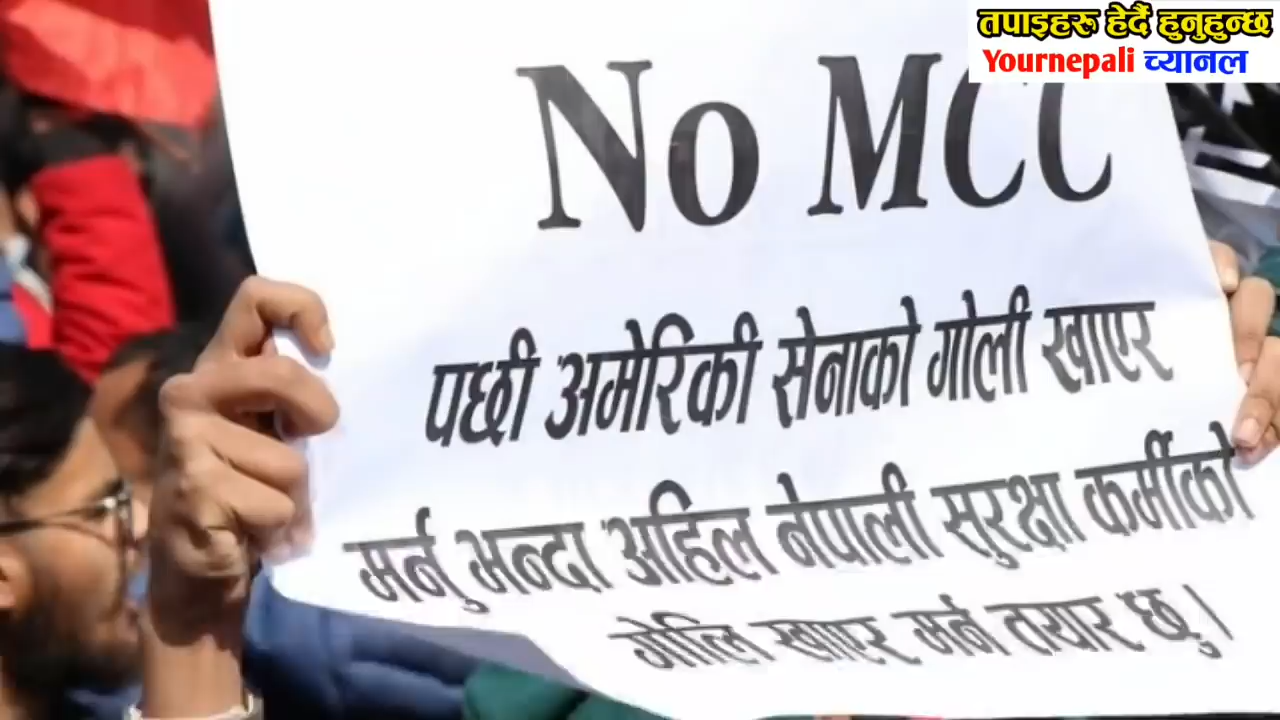 तपाइहरू हेर्दै हुनुहुन्छ
Yournepali च्यानल
No MCC
पछी अमेरिकी सेनाको गोली खाएर
मर्नु भन्दा अहिल नेपाली सुरक्षा कर्मीको
गोलि खाएर मर्न तयार छु।